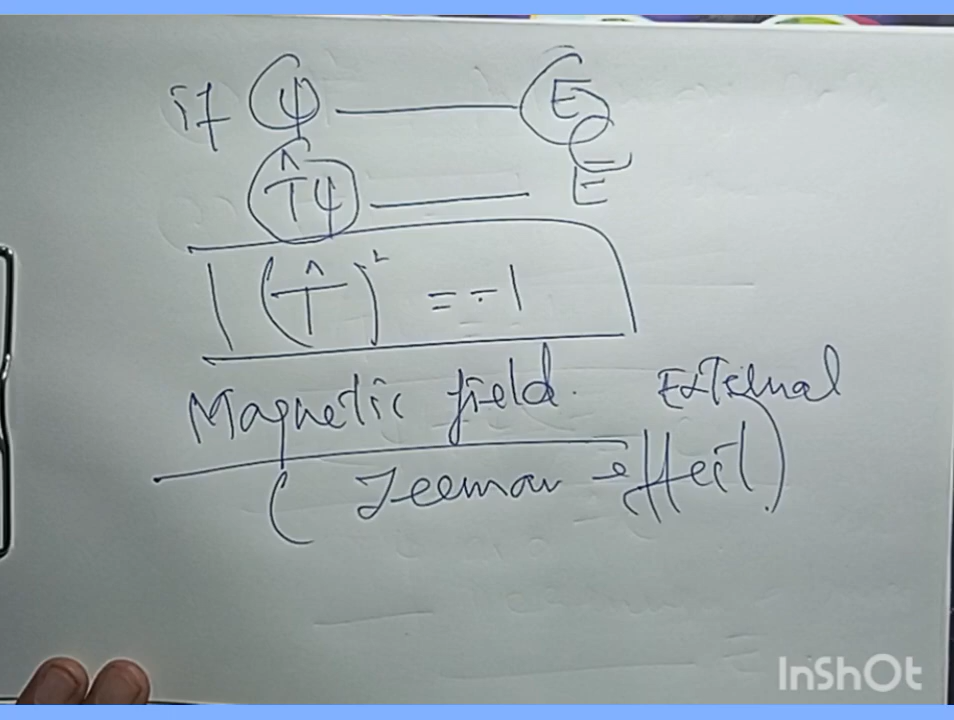 if ψ —— E
T̂ψ —— E
(T̂)² = -1
Magnetic field. External
(Zeeman effect)
InShOt